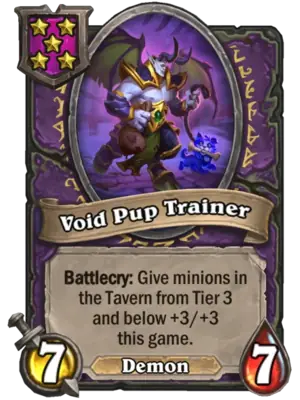 Void Pup Trainer
Battlecry: Give minions in
the Tavern from Tier 3
and below +3/+3
this game.
7
Demon
7